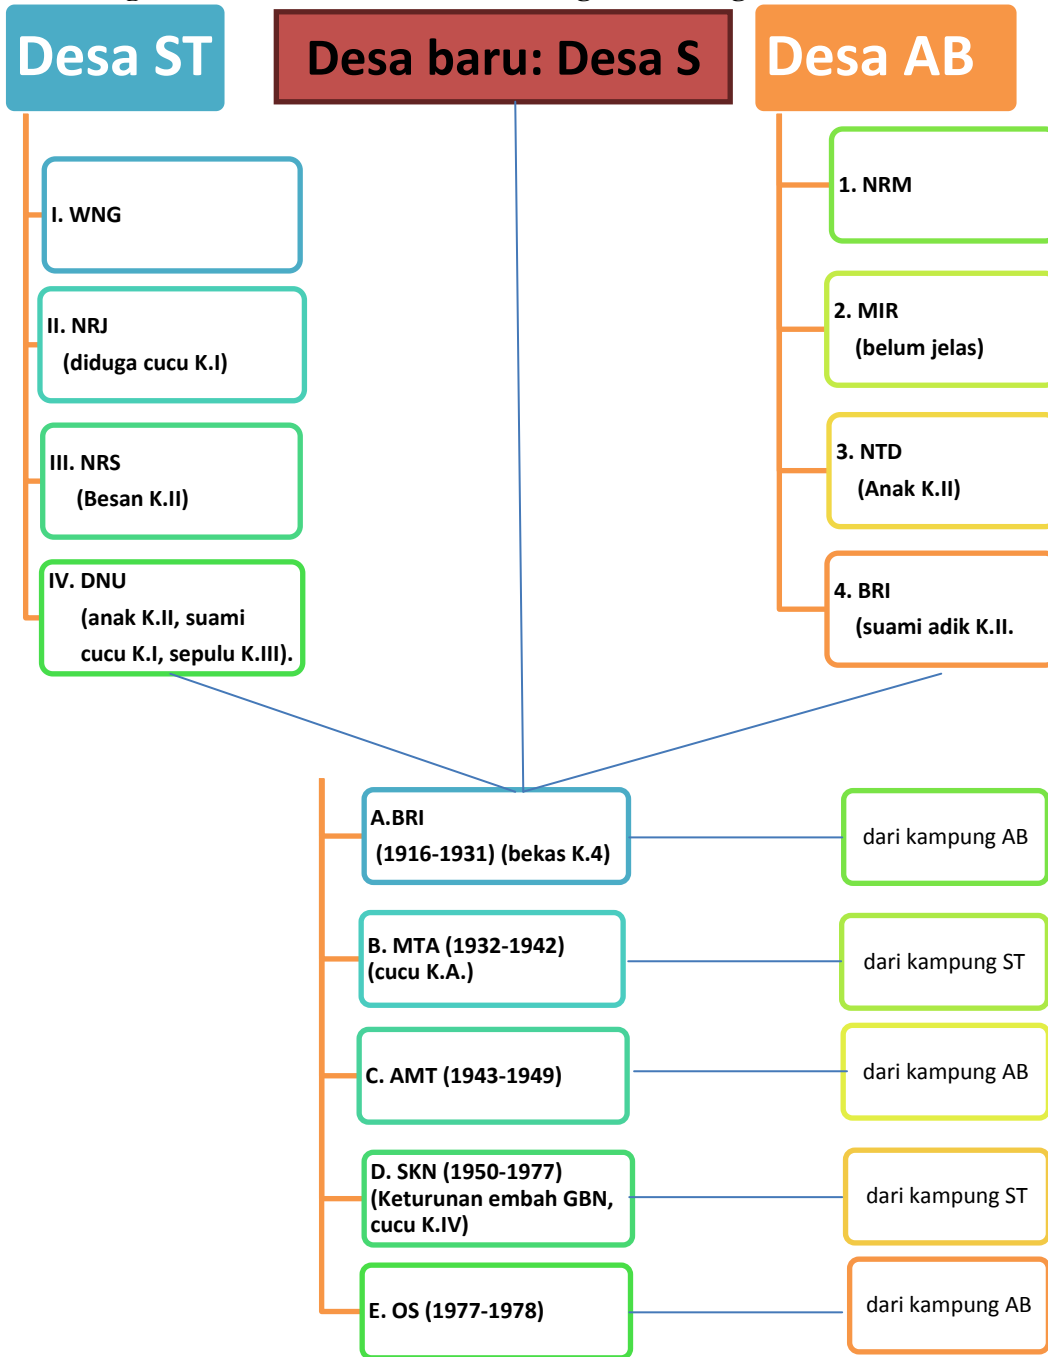 Desa ST
Desa baru: Desa S
Desa AB
I. WNG
II. NRJ
(diduga cucu K.I)
III. NRS
(Besan K.II)
IV. DNU
(anak K.II, suami
cucu K.I, sepulu K.III).
1. NRM
2. MIR
(belum jelas)
3. NTD
(Anak K.II)
4. BRI
(suami adik K.II.
A.BRI
(1916-1931) (bekas K.4)
dari kampung AB
B. MTA (1932-1942)
(cucu K.A.)
dari kampung ST
C. AMT (1943-1949)
dari kampung AB
D. SKN (1950-1977)
(Keturunan embah GBN,
cucu K.IV)
dari kampung ST
E. OS (1977-1978)
dari kampung AB